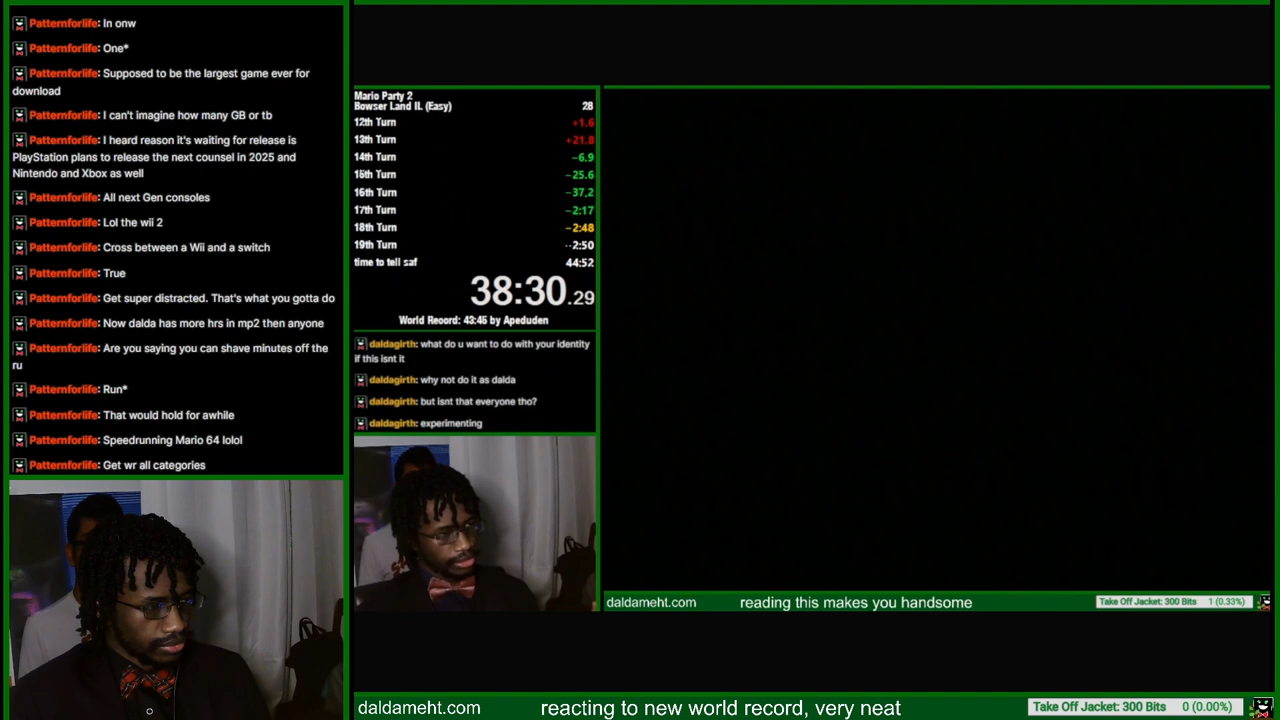 Patternforlife: In onw
Patternforlife: One*
Patternforlife: Supposed to be the largest game ever for
download
Patternforlife: I can't imagine how many GB or tb
Patternforlife: I heard reason it's waiting for release is
PlayStation plans to release the next counsel in 2025 and
Nintendo and Xbox as well
Patternforlife: All next Gen consoles
Patternforlife: Lol the wii 2
Patternforlife: Cross between a Wii and a switch
Patternforlife: True
Patternforlife: Get super distracted. That's what you gotta do
Patternforlife: Now dalda has more hrs in mp2 then anyone
Patternforlife: Are you saying you can shave minutes off the
ru
Patternforlife: Run*
Patternforlife: That would hold for awhile
Patternforlife: Speedrunning Mario 64 lolol
Patternforlife: Get wr all categories
Mario Party 2
Bowser Land II. (Easy) 28
12th Turn +1.6
13th Turn +21.8
14th Turn −6.9
15th Turn −25.6
16th Turn −37.2
17th Turn −2:17
18th Turn −2:48
19th Turn −2:50
time to tell saf 44:52
38:30.29
World Record: 43:45 by Apeduden
daldagirth: what do u want to do with your identity
if this isnt it
daldagirth: why not do it as dalda
daldagirth: but isnt that everyone tho?
daldagirth: experimenting
daldameht.com reading this makes you handsome Take Off Jacket: 300 Bits 1 (0.33%)
daldameht.com reacting to new world record, very neat Take Off Jacket: 300 Bits 0 (0.00%)